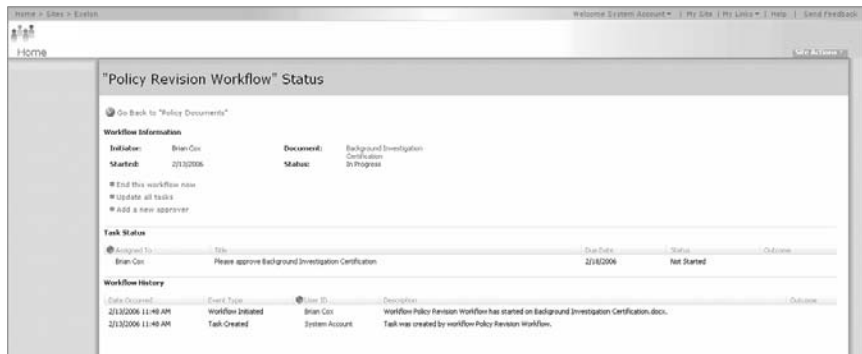 Home > Sites > Exelon
Welcome System Account | My Site | My Links | Help | Send Feedback
Home
Site Actions
"Policy Revision Workflow" Status
Go Back to "Policy Documents"
Workflow Information
Initiator: Brian Cox Document: Background Investigation
Certification
Started: 2/13/2006 Status: In Progress
End this workflow now
Update all tasks
Add a new approver
Task Status
Assigned To Title Due Date Status Outcome
Brian Cox Please approve Background Investigation Certification 2/18/2006 Not Started
Workflow History
Date Occurred Event Type User ID Description Outcome
2/13/2006 11:48 AM Workflow Initiated Brian Cox Workflow Policy Revision Workflow has started on Background Investigation Certification.docx.
2/13/2006 11:48 AM Task Created System Account Task was created by workflow Policy Revision Workflow.